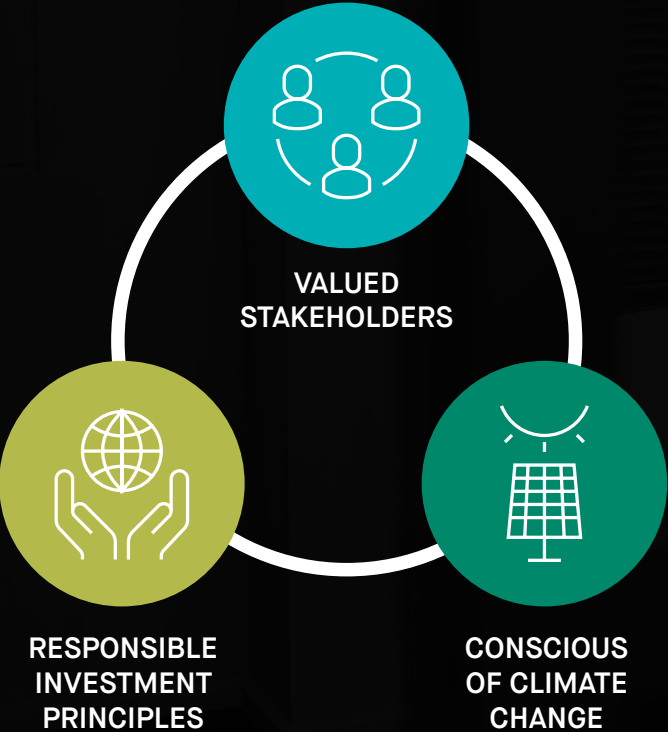 VALUED
STAKEHOLDERS
RESPONSIBLE
INVESTMENT
PRINCIPLES
CONSCIOUS
OF CLIMATE
CHANGE